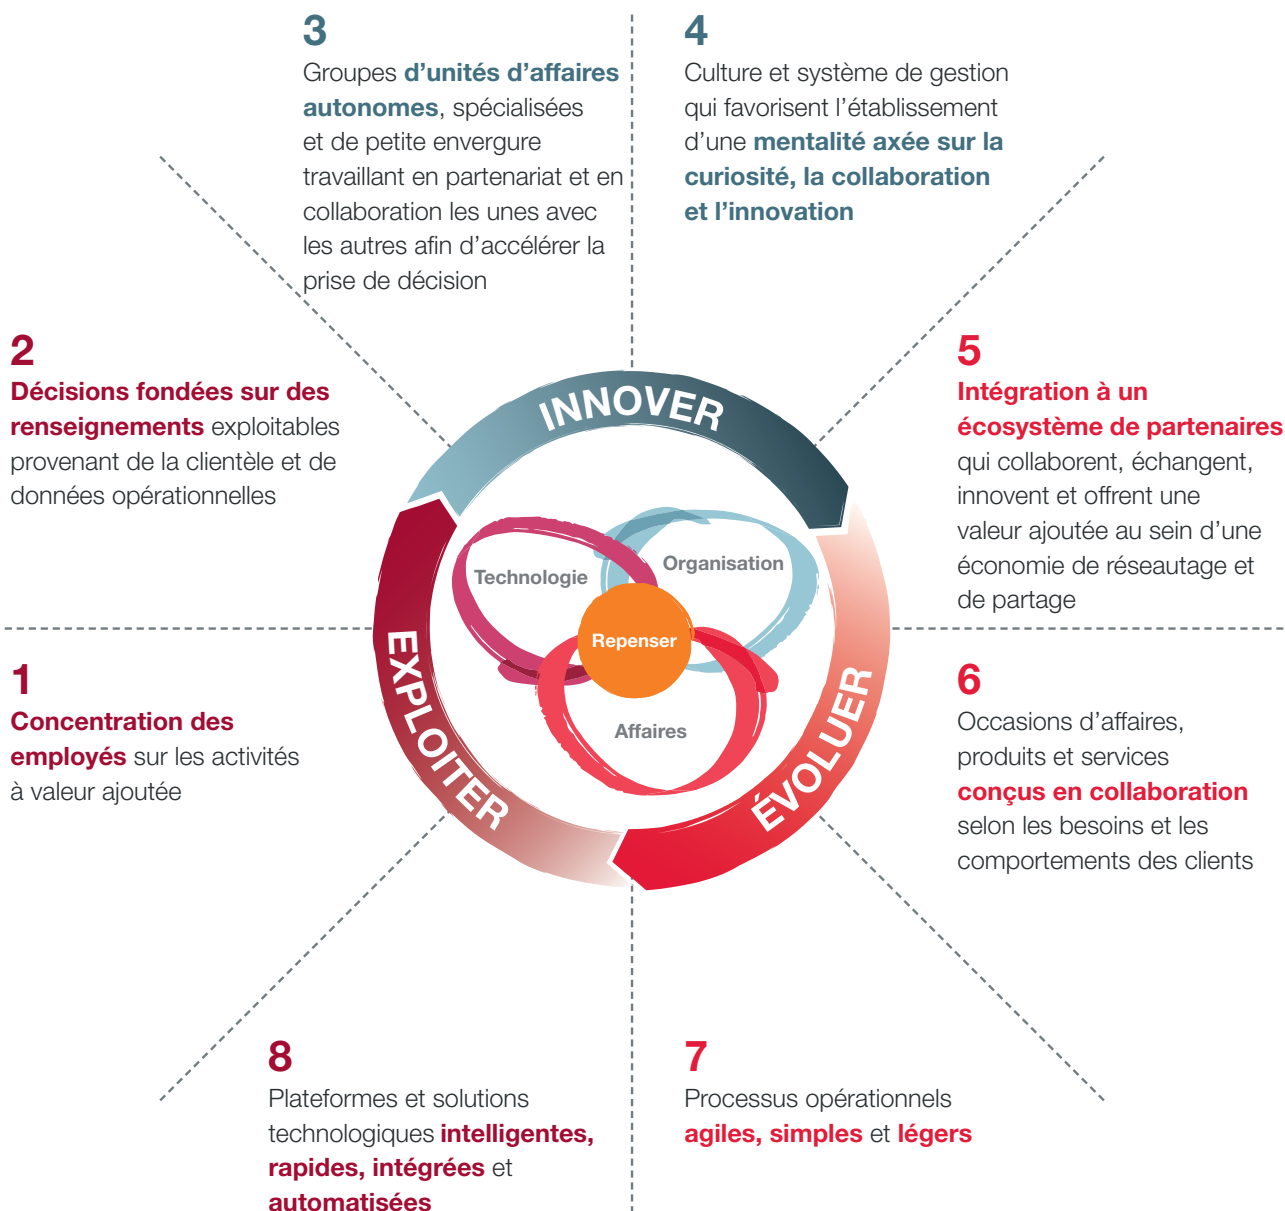 3
Groupes d’unités d’affaires
autonomes, spécialisées
et de petite envergure
travaillant en partenariat et en
collaboration les unes avec
les autres afin d’accélérer la
prise de décision
4
Culture et système de gestion
qui favorisent l’établissement
d’une mentalité axée sur la
curiosité, la collaboration
et l’innovation
2
Décisions fondées sur des
renseignements exploitables
provenant de la clientèle et de
données opérationnelles
5
Intégration à un
écosystème de partenaires
qui collaborent, échangent,
innovent et offrent une
valeur ajoutée au sein d’une
économie de réseautage et
de partage
INNOVER
Technologie
Organisation
Repenser
Affaires
EXPLOITER
ÉVOLUER
1
Concentration des
employés sur les activités
à valeur ajoutée
6
Occasions d’affaires,
produits et services
conçus en collaboration
selon les besoins et les
comportements des clients
8
Plateformes et solutions
technologiques intelligentes,
rapides, intégrées et
automatisées
7
Processus opérationnels
agiles, simples et légers